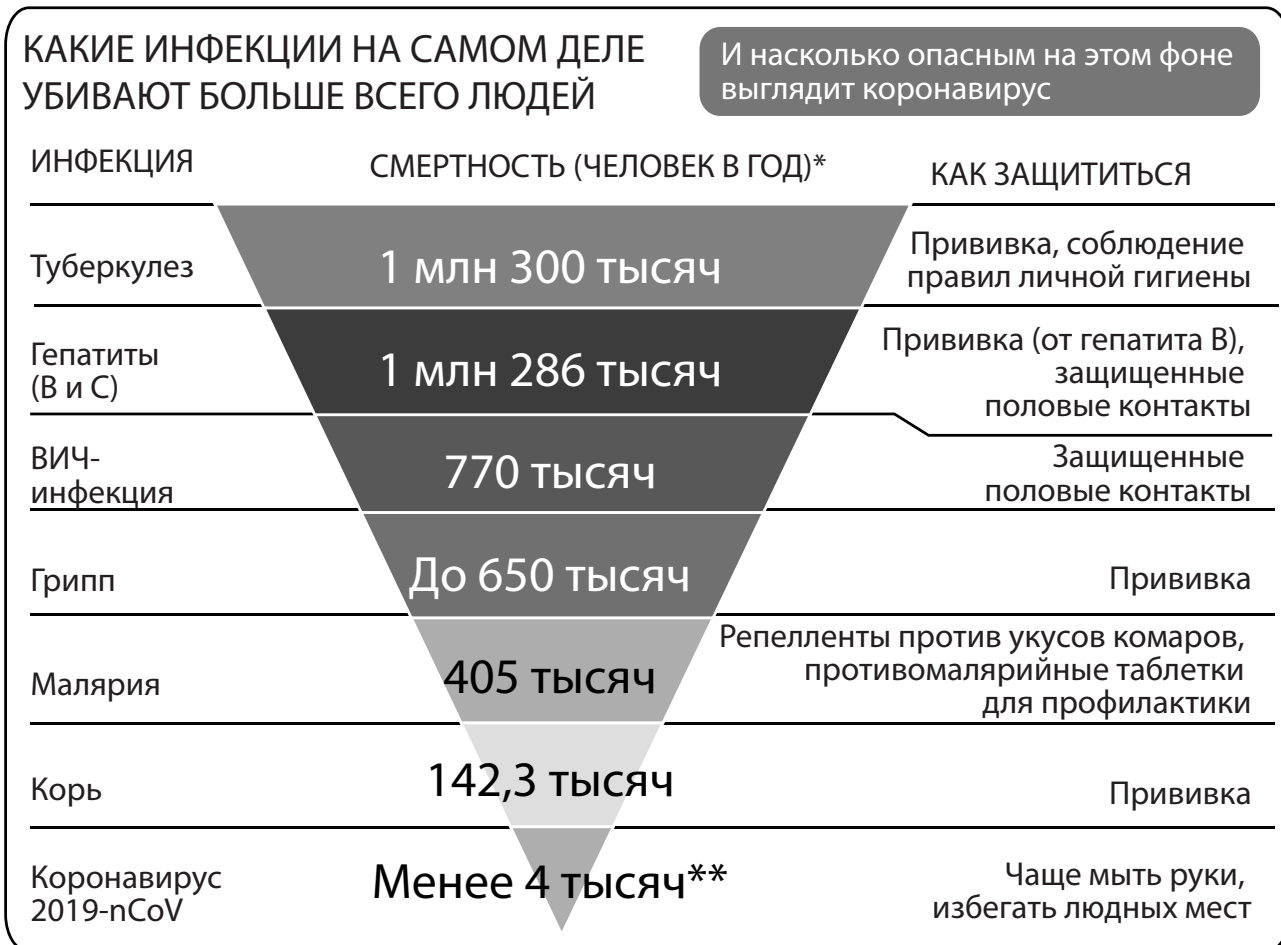 КАКИЕ ИНФЕКЦИИ НА САМОМ ДЕЛЕ
УБИВАЮТ БОЛЬШЕ ВСЕГО ЛЮДЕЙ
И насколько опасным на этом фоне
выглядит коронавирус
ИНФЕКЦИЯ
СМЕРТНОСТЬ (ЧЕЛОВЕК В ГОД)*
КАК ЗАЩИТИТЬСЯ
Туберкулез
1 млн 300 тысяч
Прививка, соблюдение
правил личной гигиены
Гепатиты
(В и С)
1 млн 286 тысяч
Прививка (от гепатита В),
защищенные
половые контакты
ВИЧ-
инфекция
770 тысяч
Защищенные
половые контакты
Грипп
До 650 тысяч
Прививка
Малярия
405 тысяч
Репелленты против укусов комаров,
противомалярийные таблетки
для профилактики
Корь
142,3 тысяч
Прививка
Коронавирус
2019-nCoV
Менее 4 тысяч**
Чаще мыть руки,
избегать людных мест